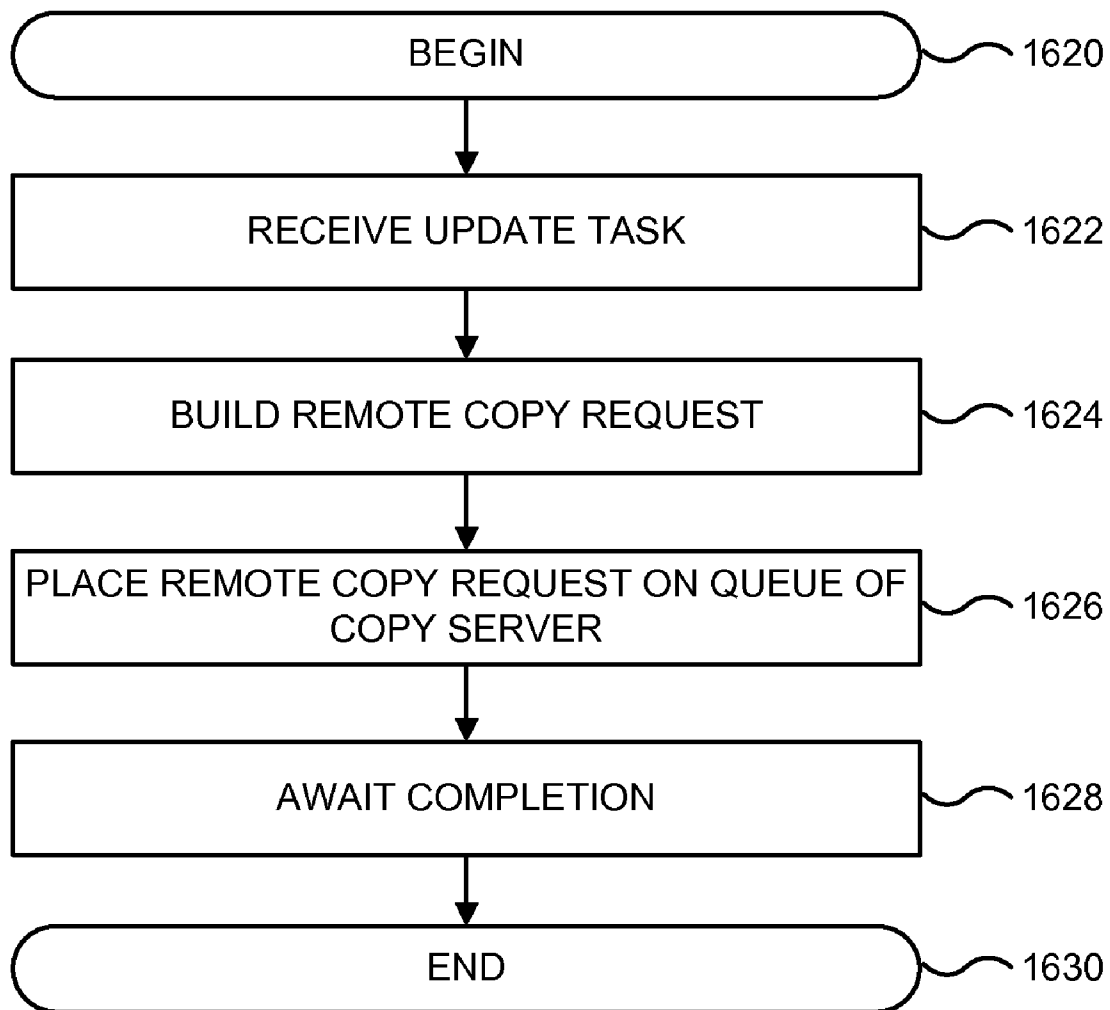 BEGIN
1620
RECEIVE UPDATE TASK
1622
BUILD REMOTE COPY REQUEST
1624
PLACE REMOTE COPY REQUEST ON QUEUE OF
COPY SERVER
1626
AWAIT COMPLETION
1628
END
1630